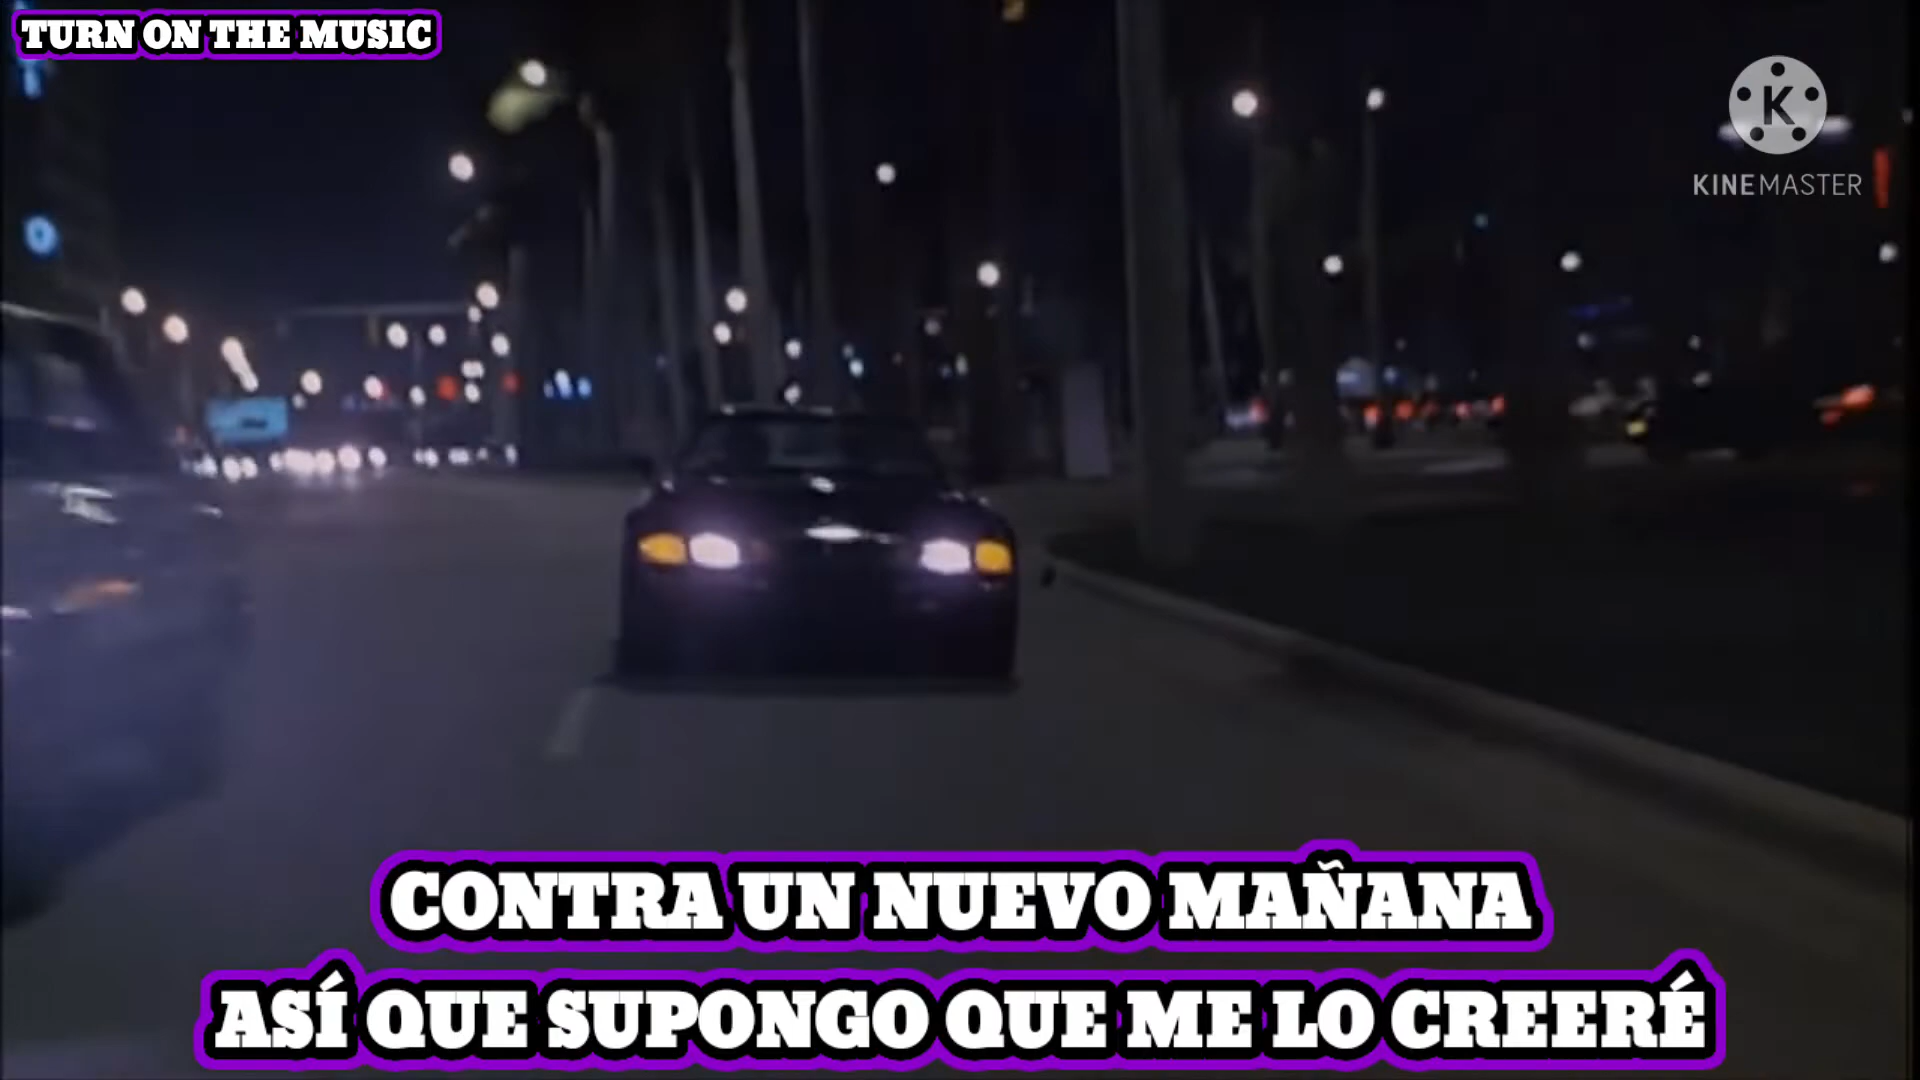 TURN ON THE MUSIC
K
KINEMASTER
CONTRA UN NUEVO MAÑANA
ASÍ QUE SUPONGO QUE ME LO CREERÉ